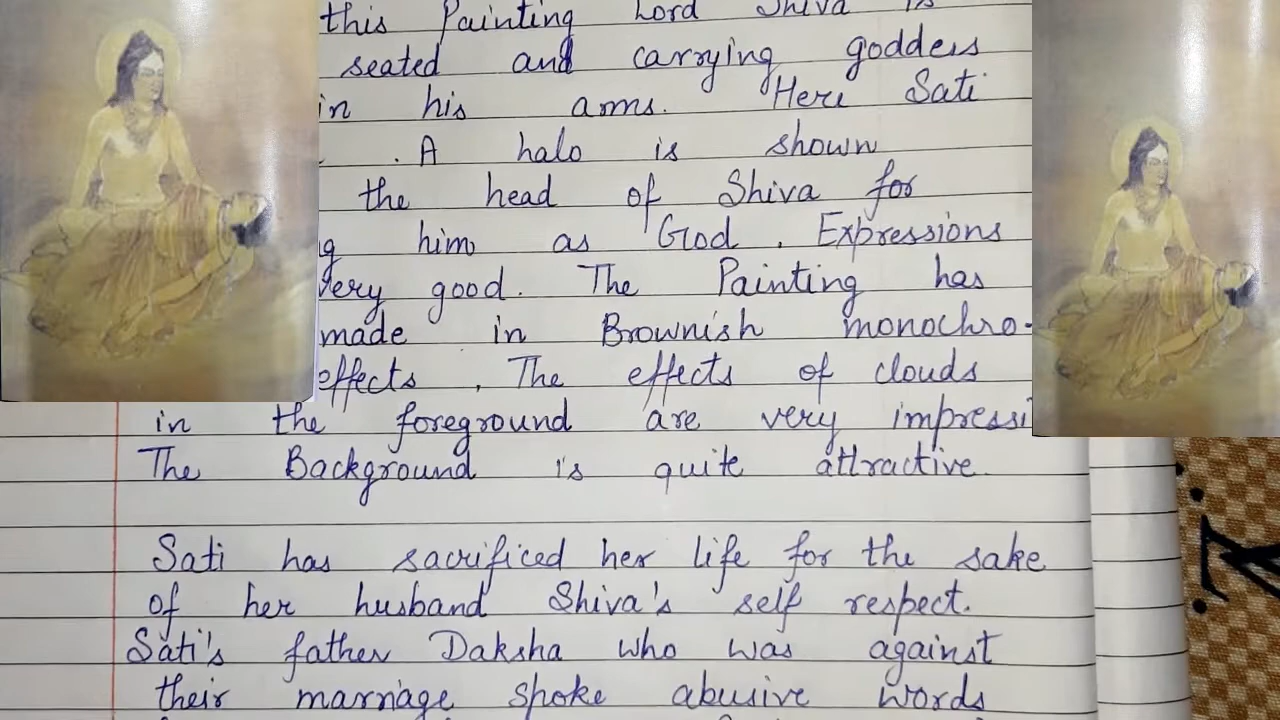 this Painting Lord Shiva is
seated and carrying goddess
in his arms. Here Sati
. A halo is shown
the head of Shiva for
g him as God . Expressions
Very good. The Painting has
made in Brownish monochro-
effects . The effects of clouds
in the foreground are very impressi
The Background is quite attractive.
Sati has sacrificed her life for the sake
of her husband Shiva's self respect.
Sati's father Daksha who was against
their marriage spoke abusive words